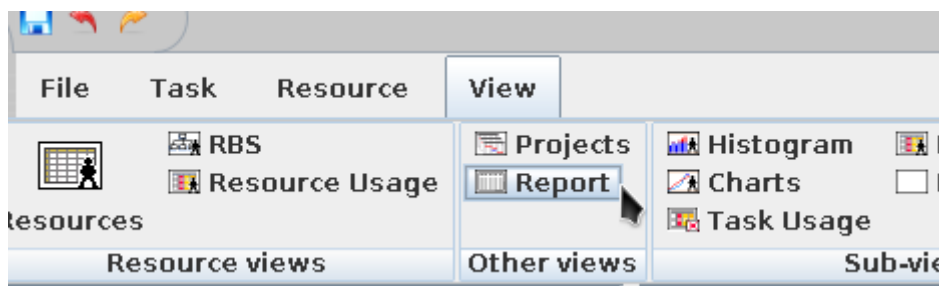 File Task Resource View
RBS Projects Histogram
Resource Usage Report Charts
Task Usage
Resource views Other views